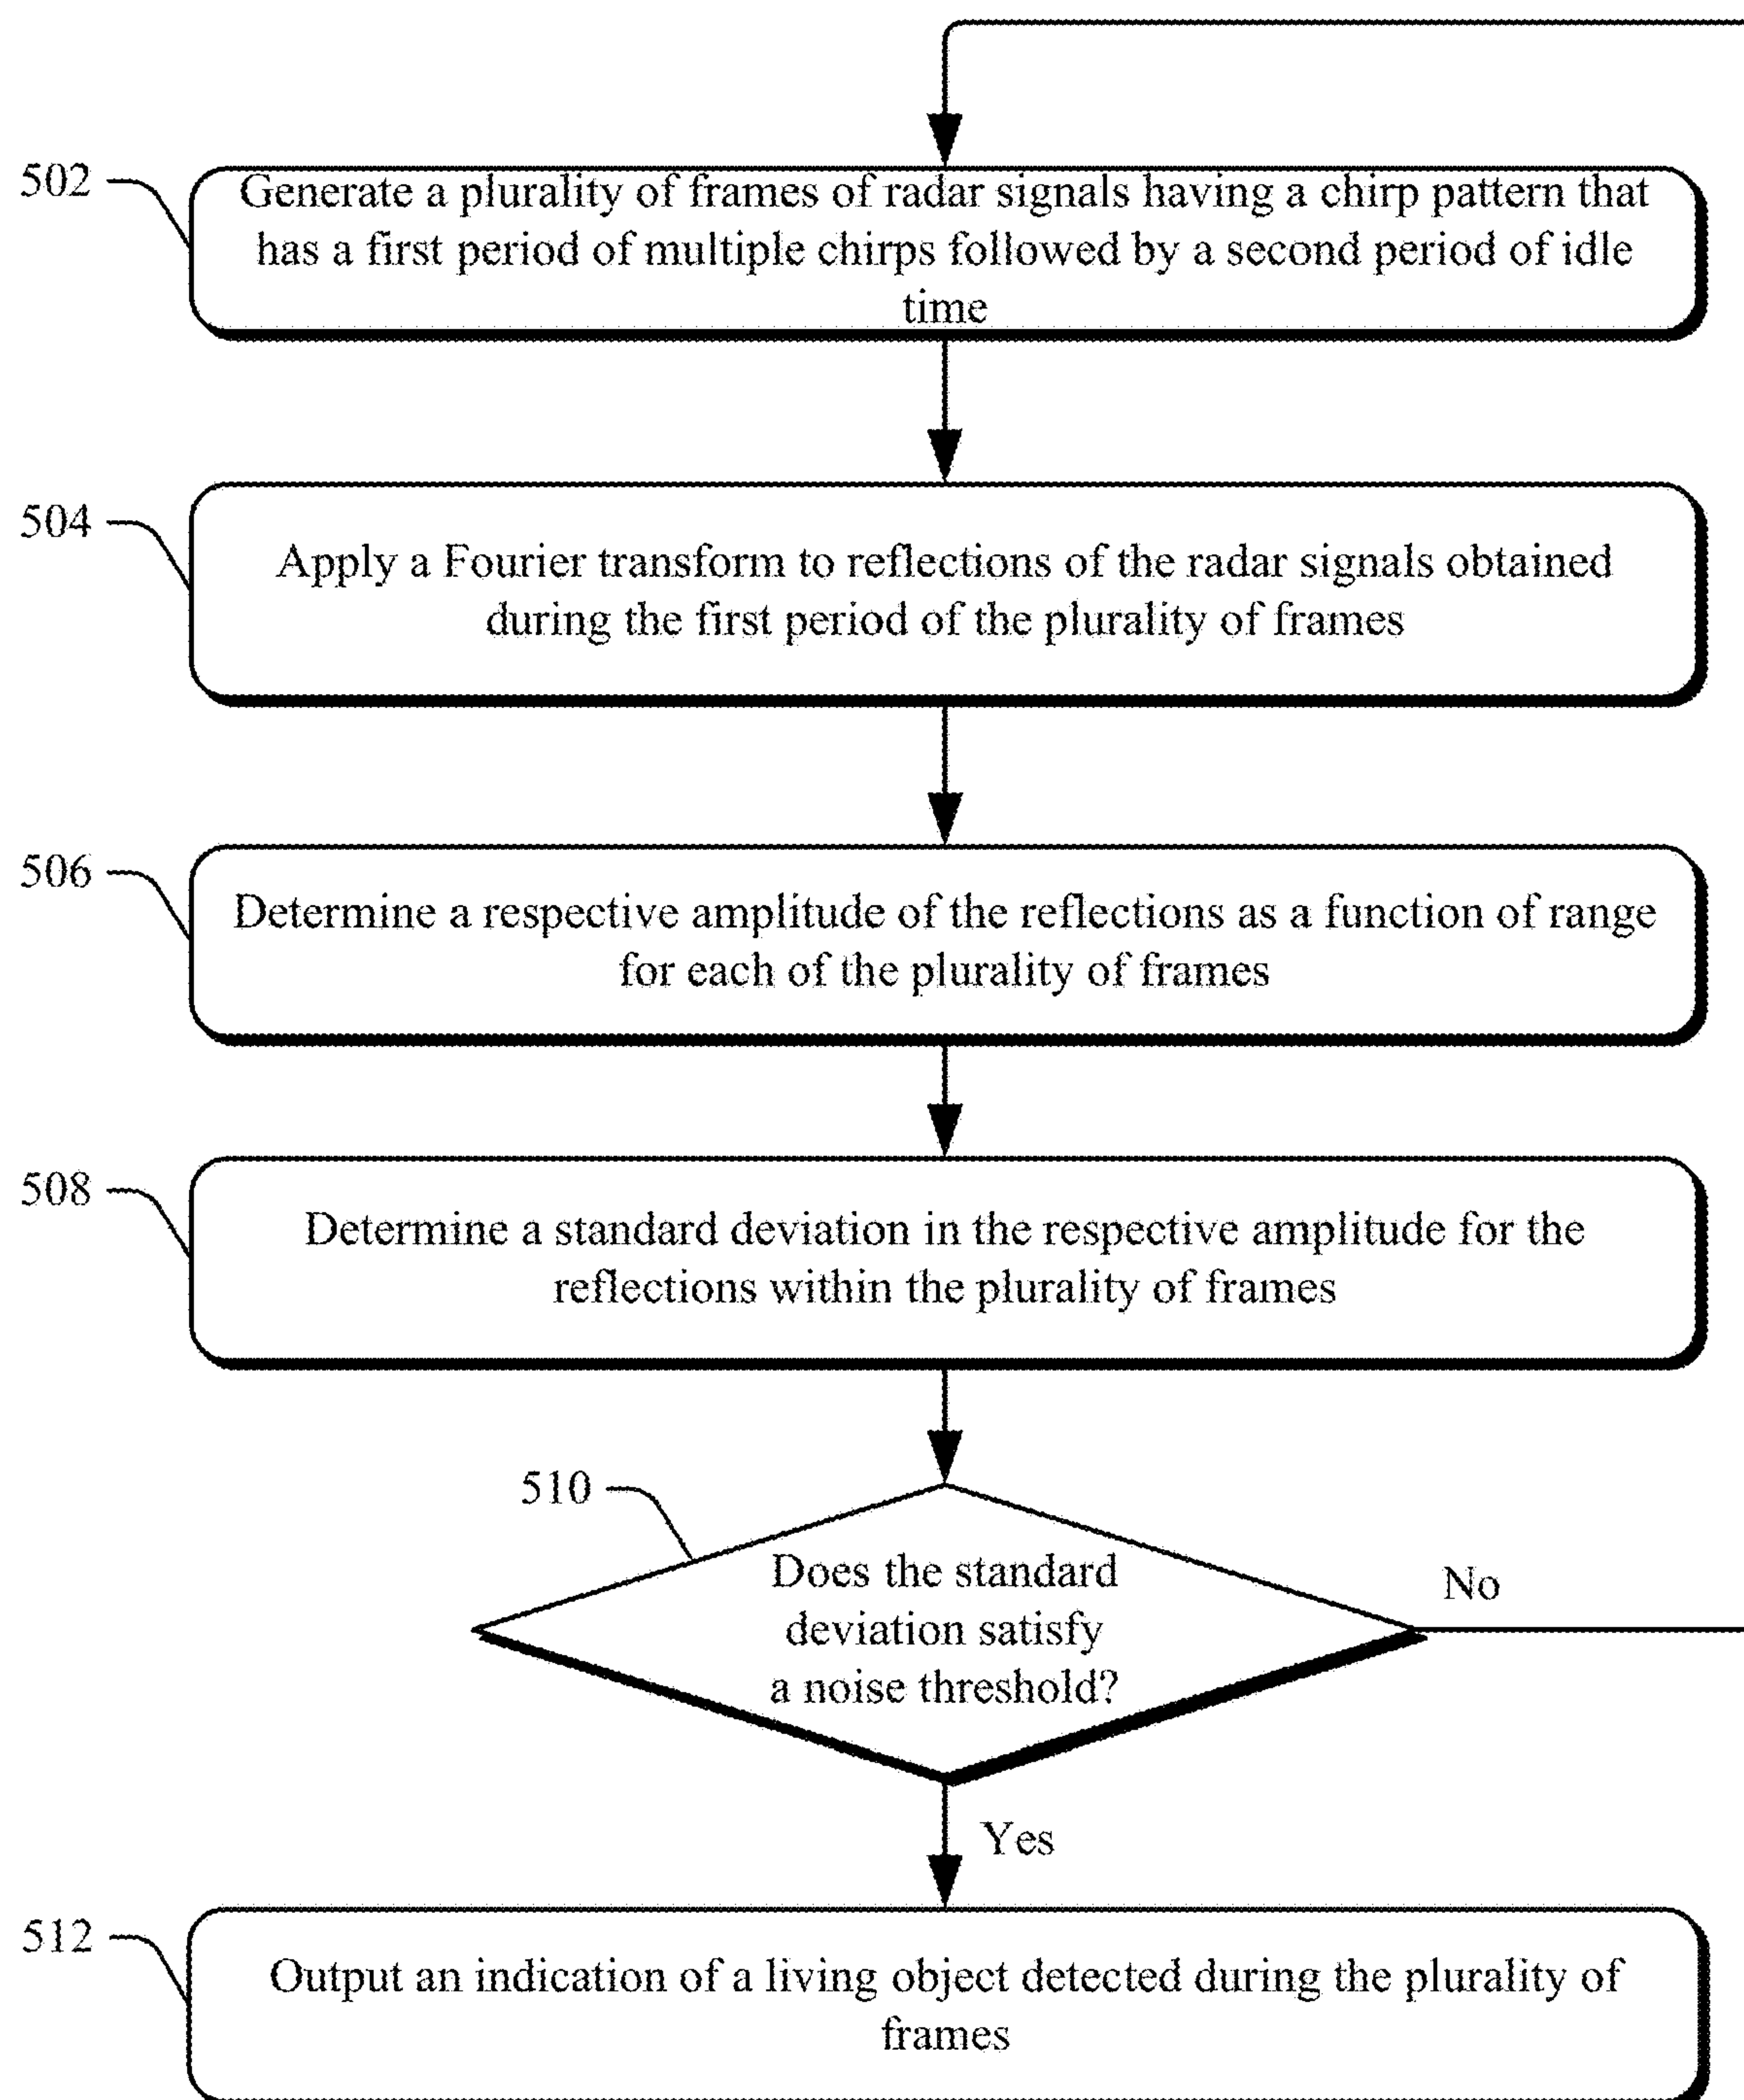 502
Generate a plurality of frames of radar signals having a chirp pattern that
has a first period of multiple chirps followed by a second period of idle
time
504
Apply a Fourier transform to reflections of the radar signals obtained
during the first period of the plurality of frames
506
Determine a respective amplitude of the reflections as a function of range
for each of the plurality of frames
508
Determine a standard deviation in the respective amplitude for the
reflections within the plurality of frames
510
Does the standard
deviation satisfy
a noise threshold?
No
Yes
512
Output an indication of a living object detected during the plurality of
frames